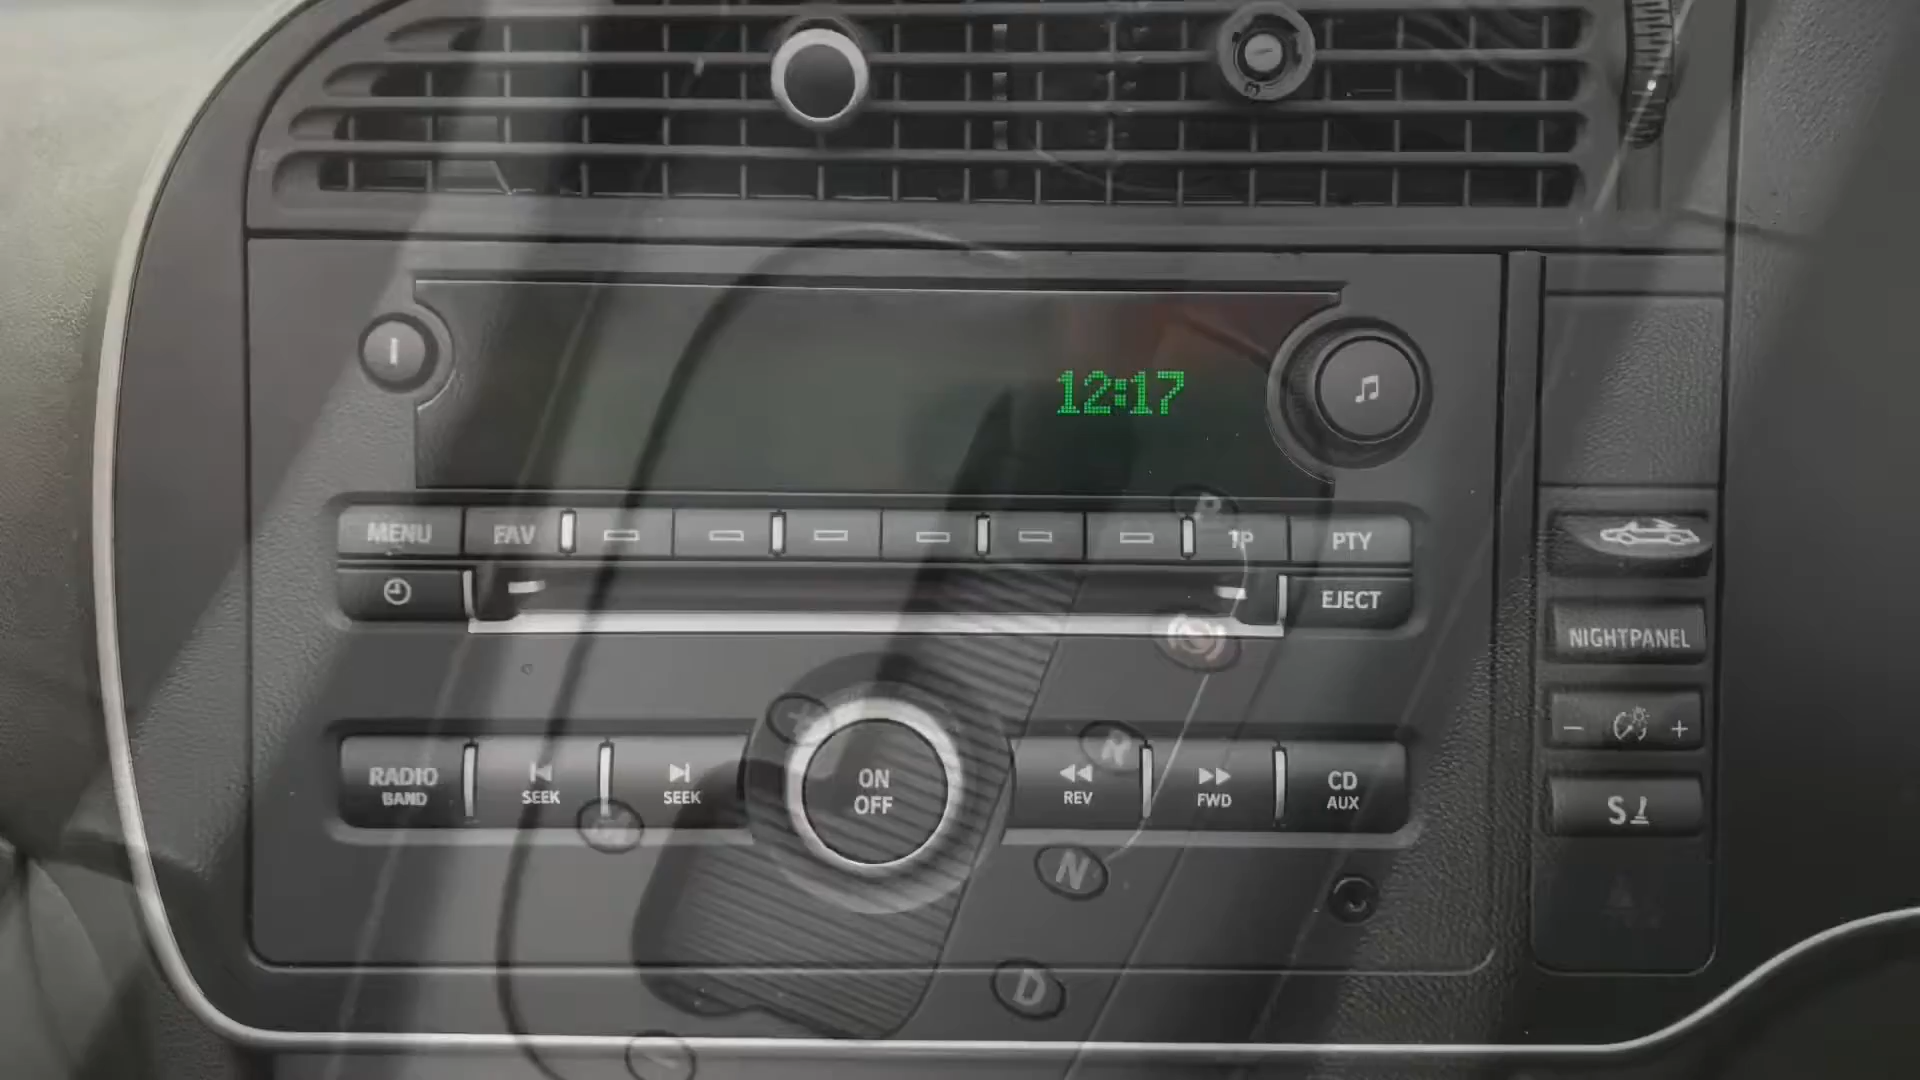 12:17
MENU FAV TP PTY
EJECT
NIGHTPANEL
- +
RADIO
BAND
SEEK
SEEK
ON
OFF
REV
FWD
CD
AUX
S
P
R
N
D
+
-